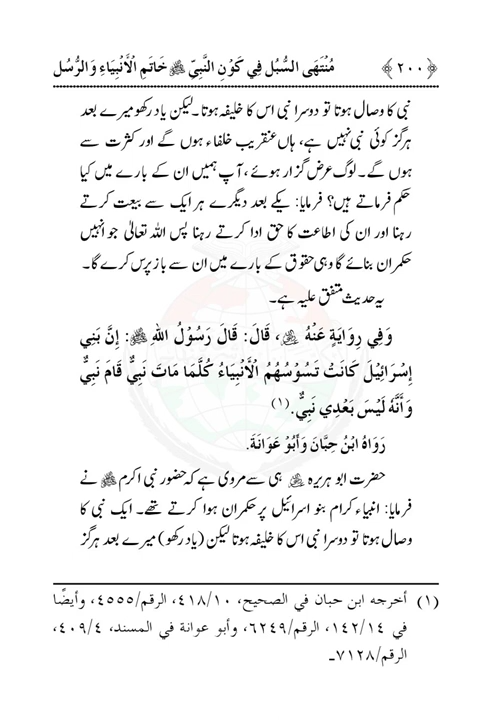 ﴿٢٠٠﴾ مُنْتَهَى السُّبُل فِي كَوْنِ النَّبِيّ ﷺ خَاتَمِ الْأَنْبِيَاءِ وَالرُّسُل
نبی کا وصال ہوتا تو دوسرا نبی اس کا خلیفہ ہوتا۔ لیکن یاد رکھو میرے بعد
ہرگز کوئی نبی نہیں ہے، ہاں عنقریب خلفاء ہوں گے اور کثرت سے
ہوں گے۔ لوگ عرض گزار ہوئے، آپ ہمیں ان کے بارے میں کیا
حکم فرماتے ہیں؟ فرمایا: یکے بعد دیگرے ہر ایک سے بیعت کرتے
رہنا اور ان کی اطاعت کا حق ادا کرتے رہنا پس اللہ تعالیٰ جو انہیں
حکمران بنائے گا وہی حقوق کے بارے میں ان سے باز پرس کرے گا۔
یہ حدیث متفق علیہ ہے۔
وَفِي رِوَايَةٍ عَنْهُ ﷺ، قَالَ: قَالَ رَسُوْلُ اللهِ ﷺ: إِنَّ بَنِي
إِسْرَائِيْلَ كَانَتْ تَسُوْسُهُمُ الْأَنْبِيَاءُ كُلَّمَا مَاتَ نَبِيٌّ قَامَ نَبِيٌّ
وَأَنَّهُ لَيْسَ بَعْدِي نَبِيٌّ. (١)
رَوَاهُ ابْنُ حِبَّانَ وَأَبُوْ عَوَانَةَ.
حضرت ابو ہریرہ ؓ ہی سے مروی ہے کہ حضور نبی اکرم ﷺ نے
فرمایا: انبیاء کرام بنو اسرائیل پر حکمران ہوا کرتے تھے۔ ایک نبی کا
وصال ہوتا تو دوسرا نبی اس کا خلیفہ ہوتا لیکن (یاد رکھو) میرے بعد ہرگز
(١) أخرجه ابن حبان في الصحيح، ٤١٨/١٠، الرقم/٤٥٥٥، وأيضًا
في ١٤٢/١٤، الرقم/٦٢٤٩، وأبو عوانة في المسند، ٤٠٩/٤،
الرقم/٧١٢٨۔